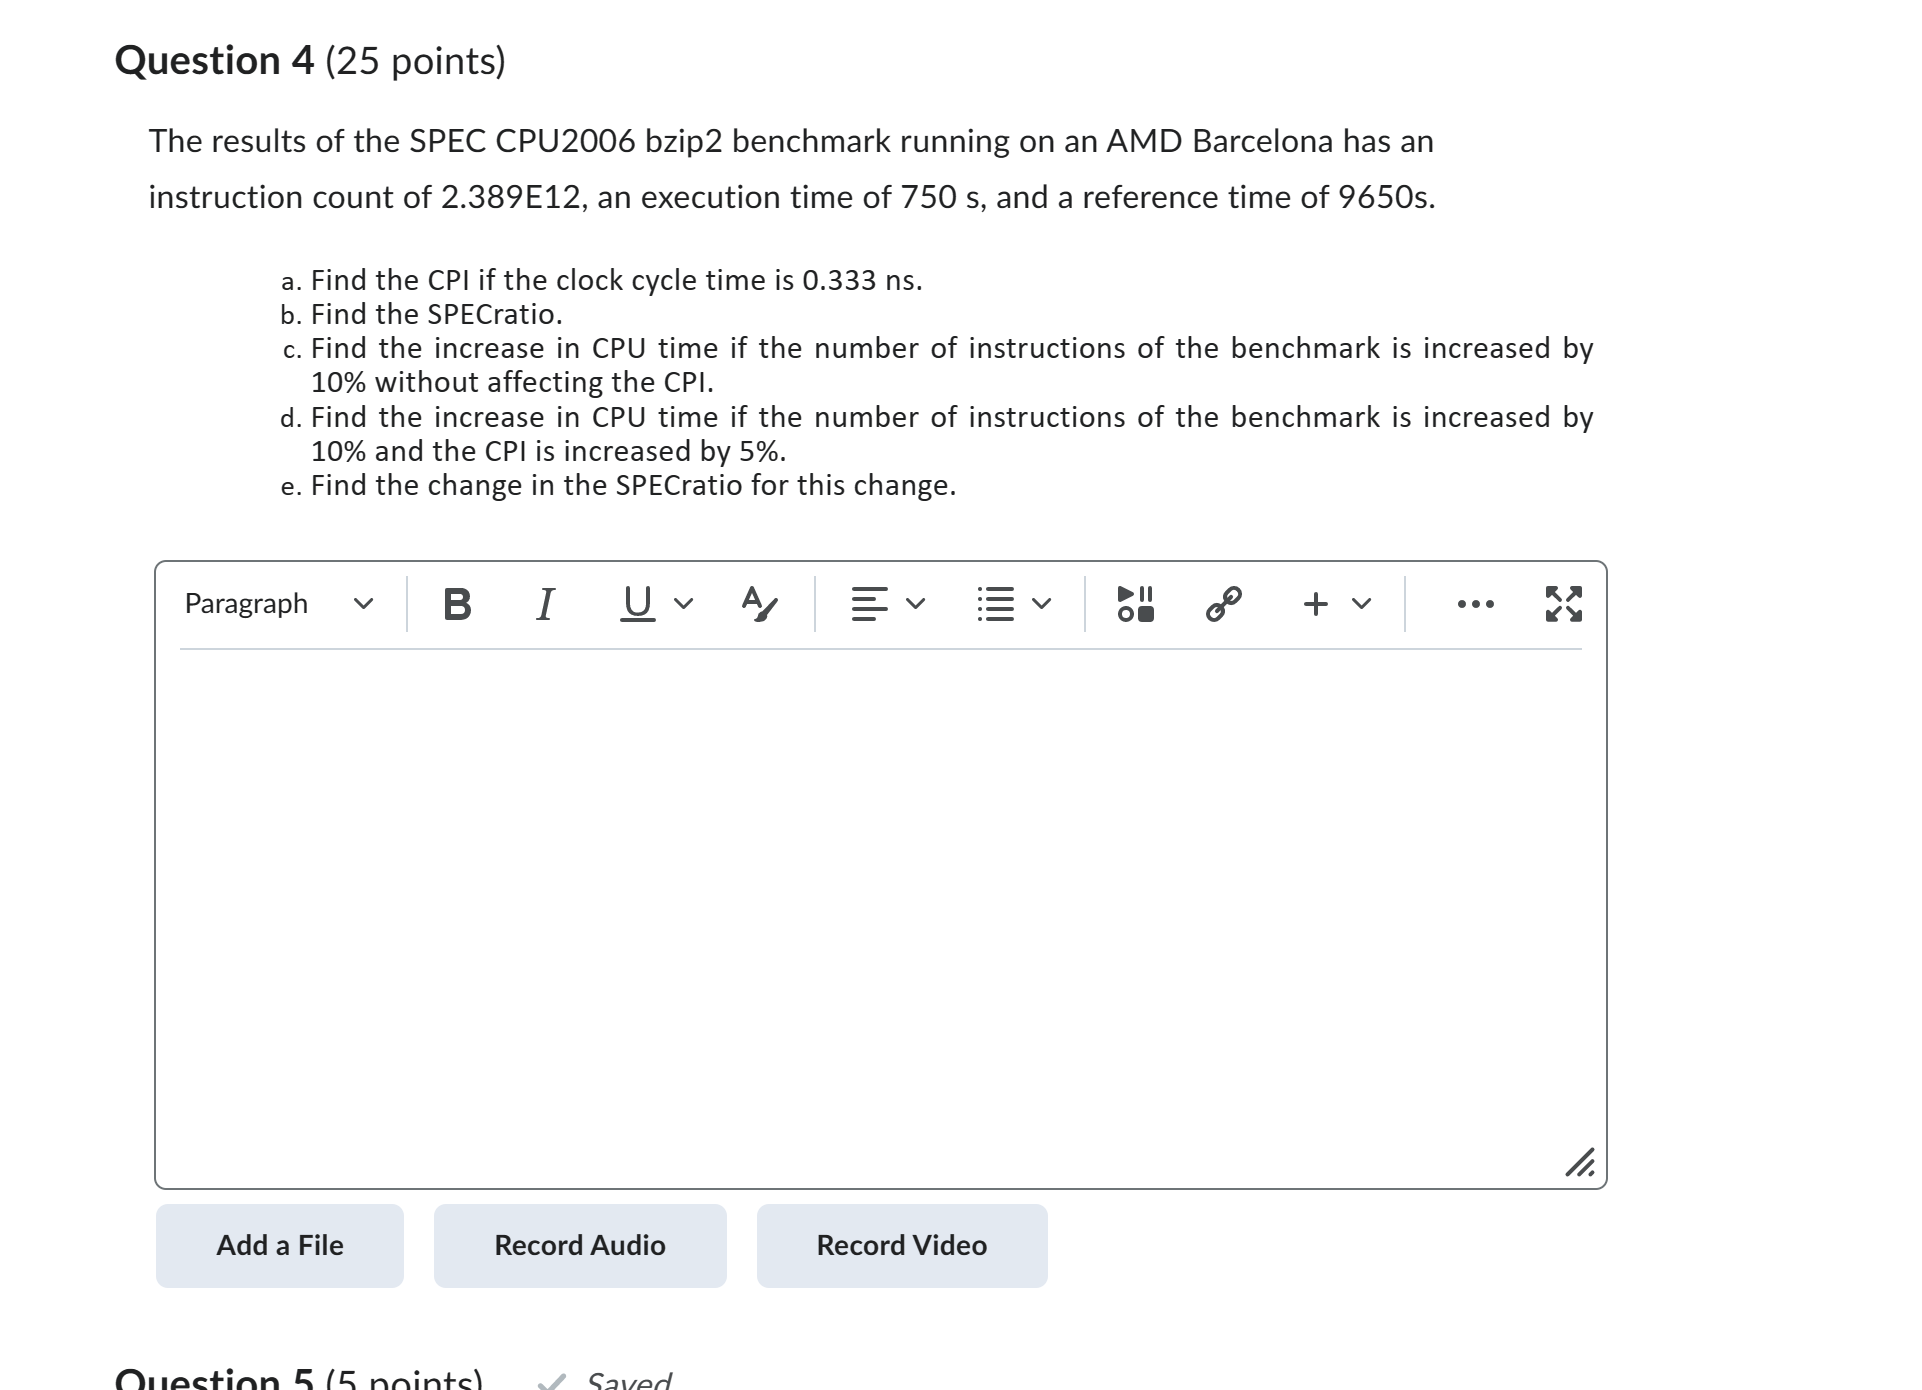 Question 4 (25 points)
The results of the SPEC CPU2006 bzip2 benchmark running on an AMD Barcelona has an
instruction count of 2.389E12, an execution time of 750 s, and a reference time of 9650s.
a. Find the CPI if the clock cycle time is 0.333 ns.
b. Find the SPECratio.
c. Find the increase in CPU time if the number of instructions of the benchmark is increased by
10% without affecting the CPI.
d. Find the increase in CPU time if the number of instructions of the benchmark is increased by
10% and the CPI is increased by 5%.
e. Find the change in the SPECratio for this change.
Paragraph
Add a File Record Audio Record Video
Question 5 (5 points) Saved